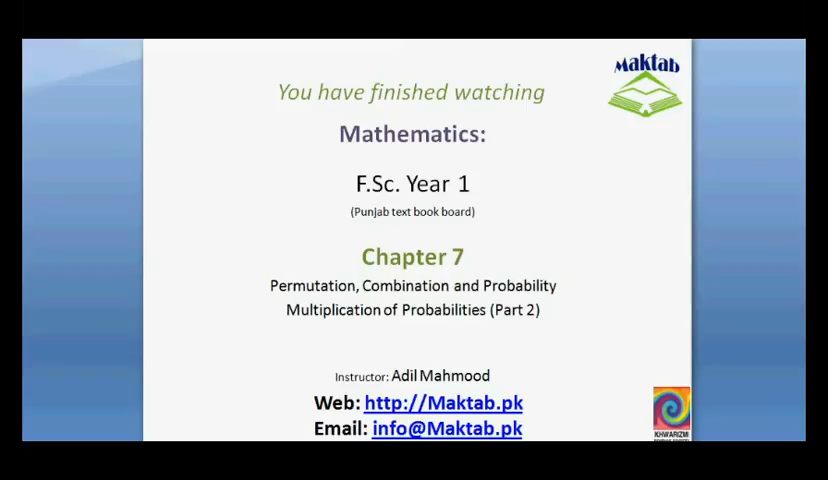 Maktab
You have finished watching
Mathematics:
F.Sc. Year 1
(Punjab text book board)
Chapter 7
Permutation, Combination and Probability
Multiplication of Probabilities (Part 2)
Instructor: Adil Mahmood
Web: http://Maktab.pk
Email: info@Maktab.pk
KHWARIZMI